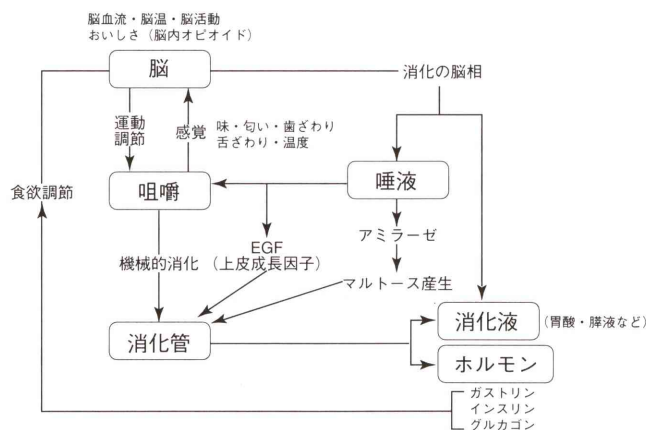 脳血流・脳温・脳活動
おいしさ（脳内オピオイド）
脳
消化の脳相
運動
調節
感覚
味・匂い・歯ざわり
舌ざわり・温度
食欲調節
咀嚼
唾液
アミラーゼ
機械的消化
EGF
（上皮成長因子）
マルトース産生
消化管
消化液
（胃酸・膵液など）
ホルモン
ガストリン
インスリン
グルカゴン